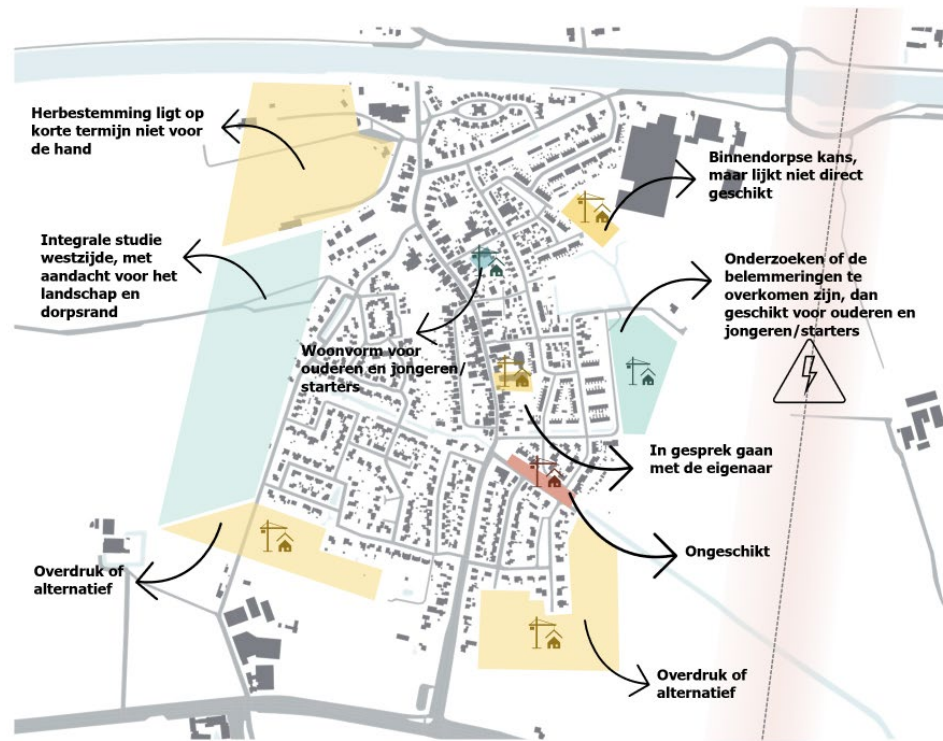 Herbestemming ligt op
korte termijn niet voor
de hand
Binnendorpse kans,
maar lijkt niet direct
geschikt
Integrale studie
westzijde, met
aandacht voor het
landschap en
dorpsrand
Onderzoeken of de
belemmeringen te
overkomen zijn, dan
geschikt voor ouderen en
jongeren/starters
Woonvorm voor
ouderen en jongeren/
starters
In gesprek gaan
met de eigenaar
Ongeschikt
Overdruk of
alternatief
Overdruk of
alternatief